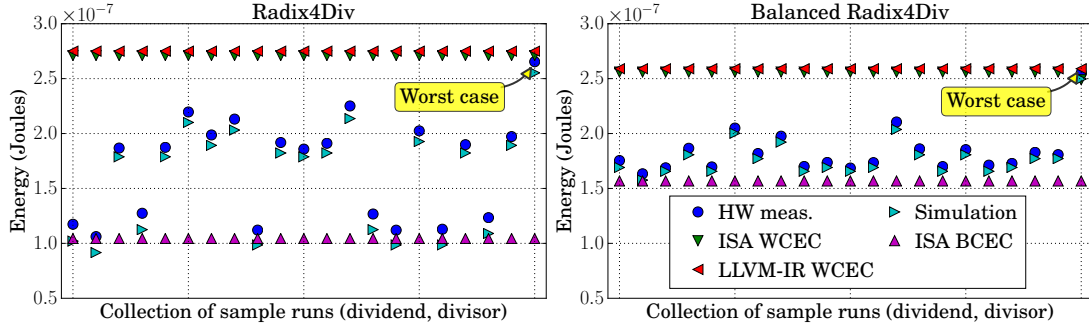 Radix4Div
×10⁻⁷
3.0
2.5
2.0
1.5
1.0
0.5
Energy (Joules)
Worst case
Collection of sample runs (dividend, divisor)
Balanced Radix4Div
×10⁻⁷
3.0
2.5
2.0
1.5
1.0
0.5
Energy (Joules)
Worst case
HW meas.
ISA WCEC
LLVM-IR WCEC
Simulation
ISA BCEC
Collection of sample runs (dividend, divisor)